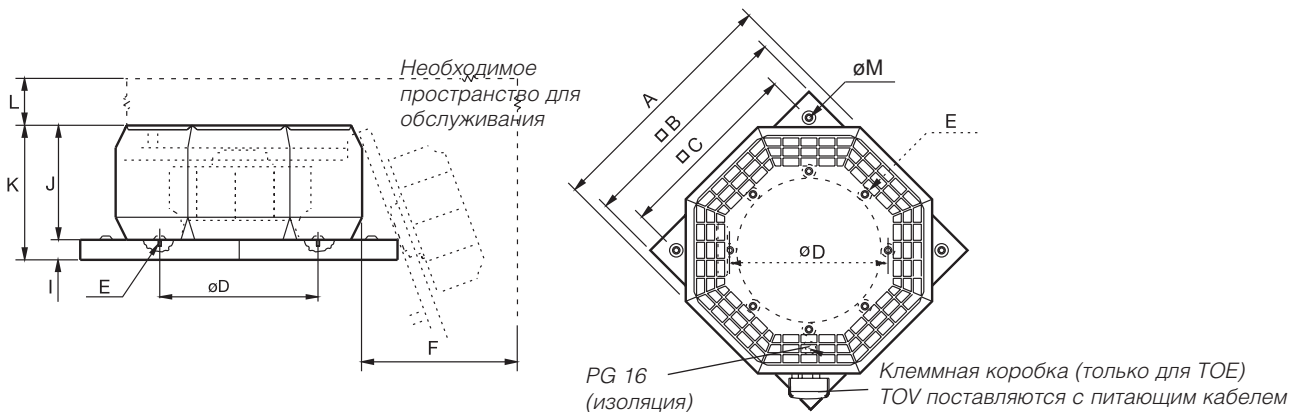 Необходимое
пространство для
обслуживания
L
K
J
I
E
øD
F
A
□B
□C
øM
E
øD
PG 16
(изоляция)
Клеммная коробка (только для TOE)
TOV поставляются с питающим кабелем